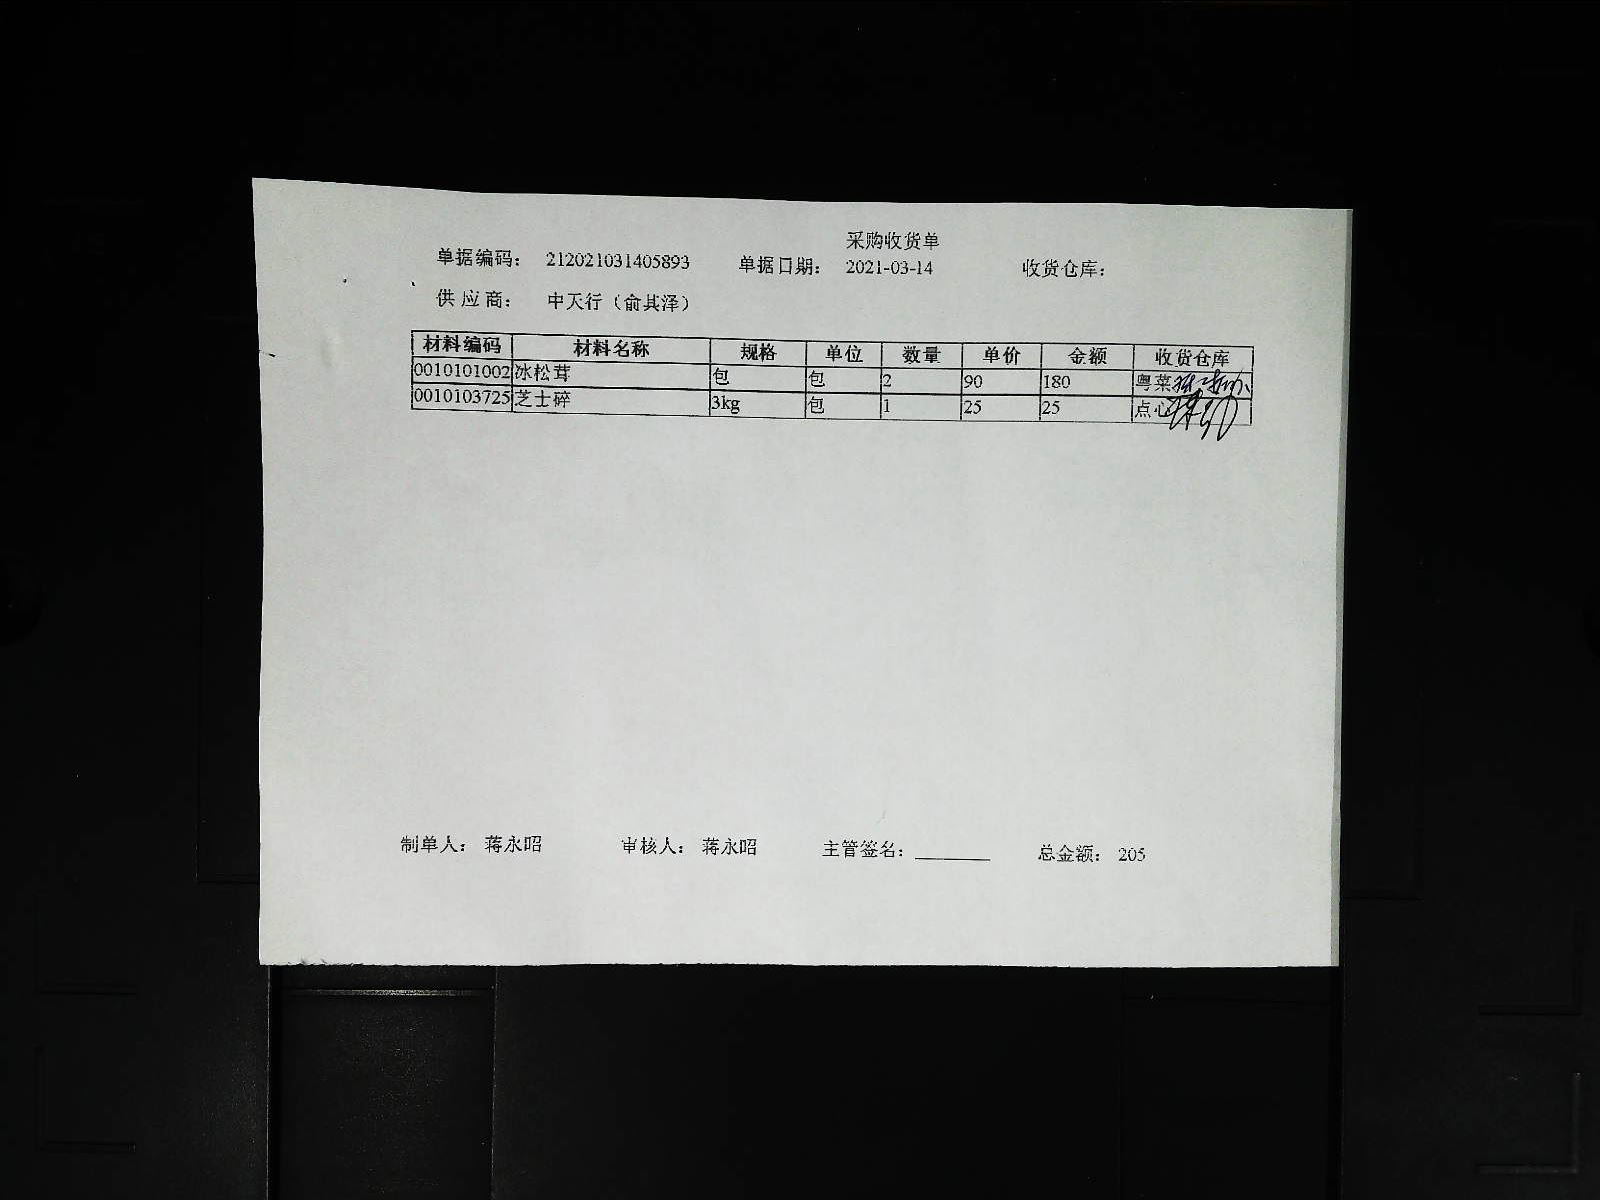 采购收货单
单据编码： 212021031405893 单据日期： 2021-03-14 收货仓库：
供应商： 中天行（俞其泽）
材料编码 材料名称 规格 单位 数量 单价 金额 收货仓库
0010101002 冰松茸 包 包 2 90 180 粤菜
0010103725 芝士碎 3kg 包 1 25 25 点心
制单人： 蒋永昭 审核人： 蒋永昭 主管签名： 总金额： 205